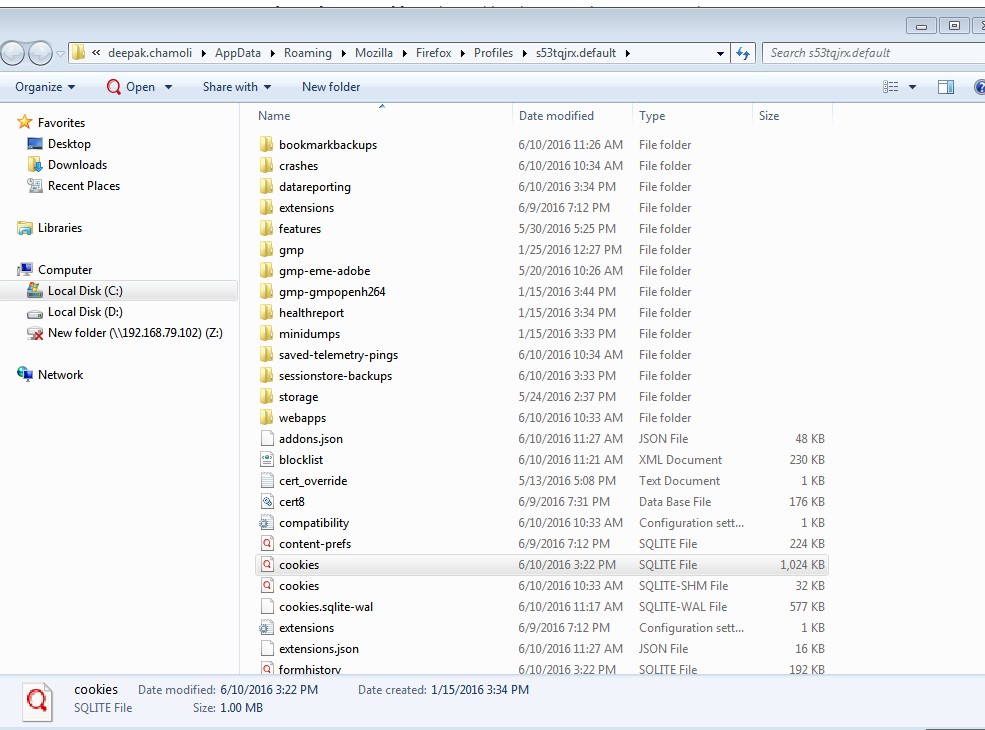 « deepak.chamoli ▸ AppData ▸ Roaming ▸ Mozilla ▸ Firefox ▸ Profiles ▸ s53tqjrx.default ▸ Search s53tqjrx.default
Organize Open Share with New folder
Name Date modified Type Size
Favorites
Desktop
Downloads
Recent Places
Libraries
Computer
Local Disk (C:)
Local Disk (D:)
New folder (\\192.168.79.102) (Z:)
Network
bookmarkbackups 6/10/2016 11:26 AM File folder
crashes 6/10/2016 10:34 AM File folder
datareporting 6/10/2016 3:34 PM File folder
extensions 6/9/2016 7:12 PM File folder
features 5/30/2016 5:25 PM File folder
gmp 1/25/2016 12:27 PM File folder
gmp-eme-adobe 5/20/2016 10:26 AM File folder
gmp-gmpopenh264 1/15/2016 3:44 PM File folder
healthreport 1/15/2016 3:34 PM File folder
minidumps 1/15/2016 3:33 PM File folder
saved-telemetry-pings 6/10/2016 10:34 AM File folder
sessionstore-backups 6/10/2016 3:33 PM File folder
storage 5/24/2016 2:37 PM File folder
webapps 6/10/2016 10:33 AM File folder
addons.json 6/10/2016 11:27 AM JSON File 48 KB
blocklist 6/10/2016 11:21 AM XML Document 230 KB
cert_override 5/13/2016 5:08 PM Text Document 1 KB
cert8 6/9/2016 7:31 PM Data Base File 176 KB
compatibility 6/10/2016 10:33 AM Configuration sett... 1 KB
content-prefs 6/9/2016 7:12 PM SQLITE File 224 KB
cookies 6/10/2016 3:22 PM SQLITE File 1,024 KB
cookies 6/10/2016 10:33 AM SQLITE-SHM File 32 KB
cookies.sqlite-wal 6/10/2016 11:17 AM SQLITE-WAL File 577 KB
extensions 6/9/2016 7:12 PM Configuration sett... 1 KB
extensions.json 6/10/2016 11:27 AM JSON File 16 KB
formhistory 6/10/2016 3:22 PM SQLITE File 192 KB
cookies Date modified: 6/10/2016 3:22 PM Date created: 1/15/2016 3:34 PM
SQLITE File Size: 1.00 MB